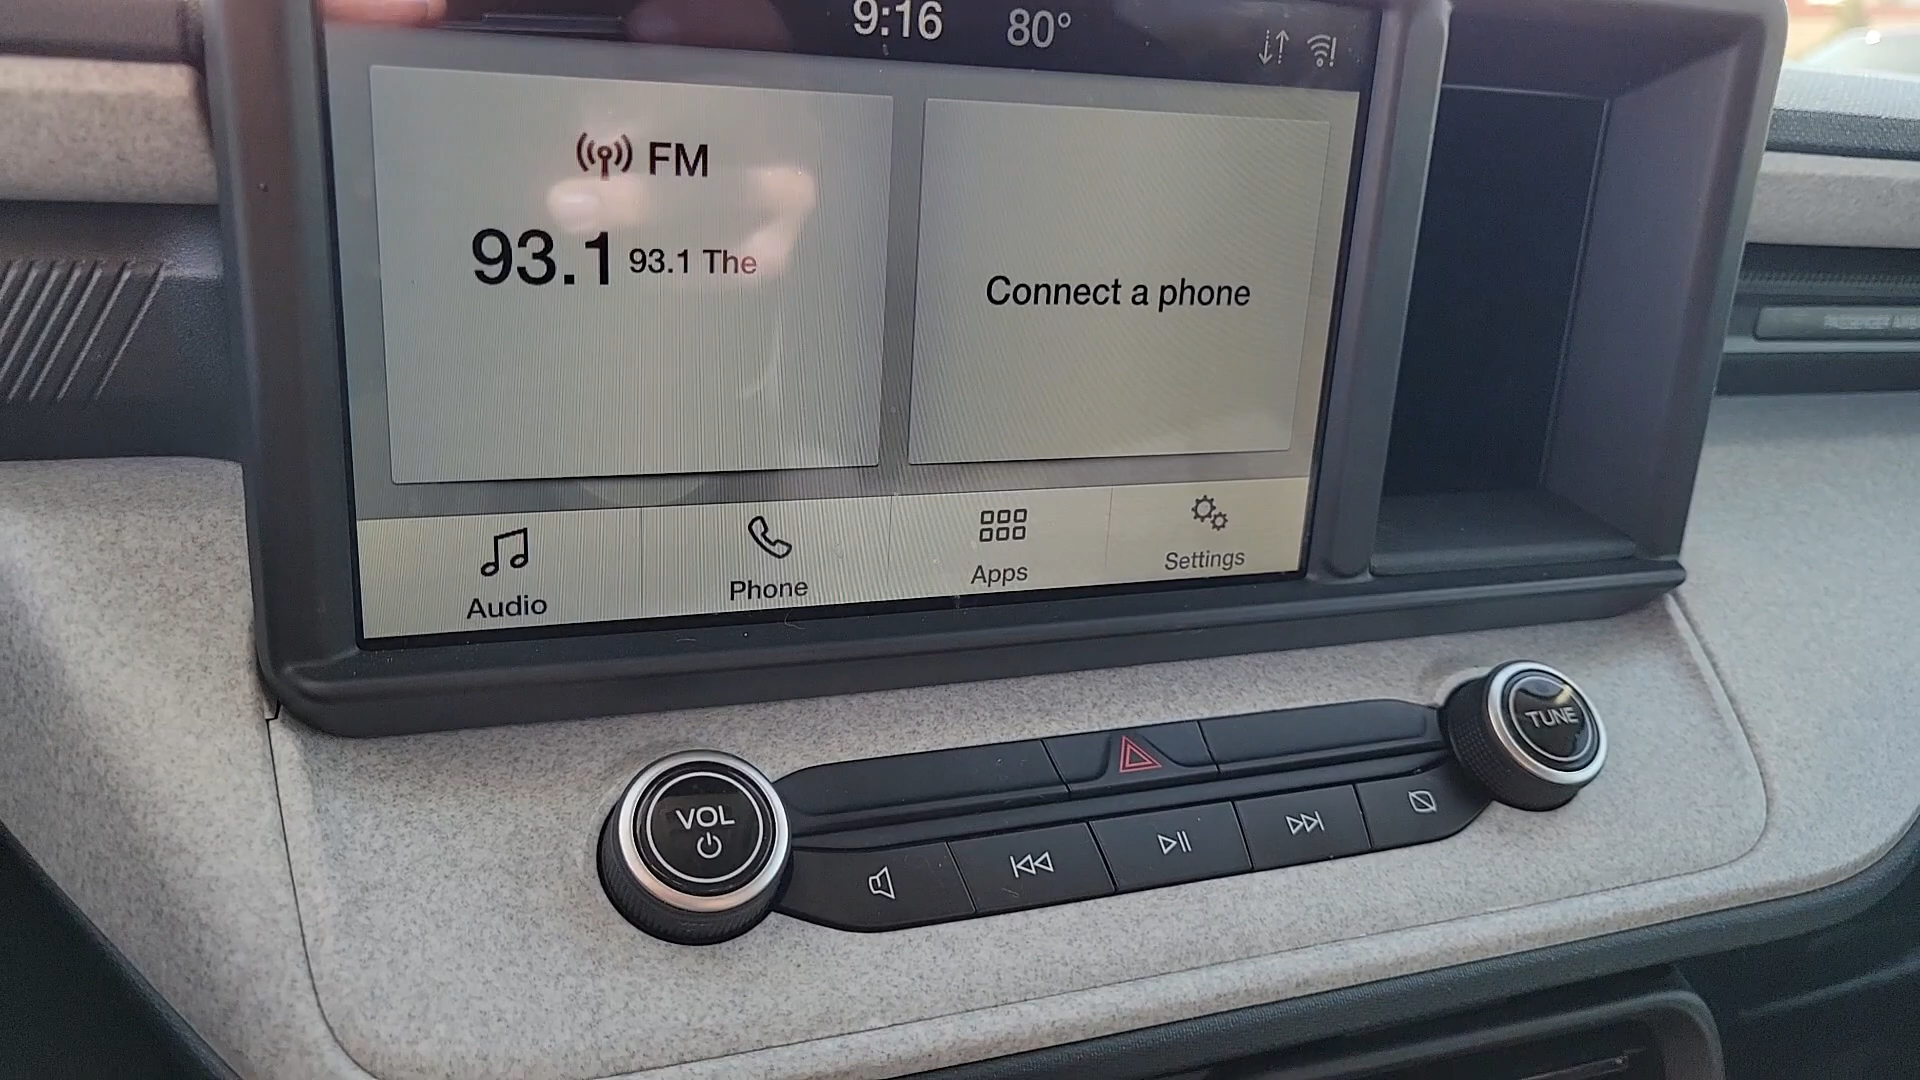 9:16 80°
FM
93.1 93.1 The
Connect a phone
Audio
Phone
Apps
Settings
VOL
TUNE